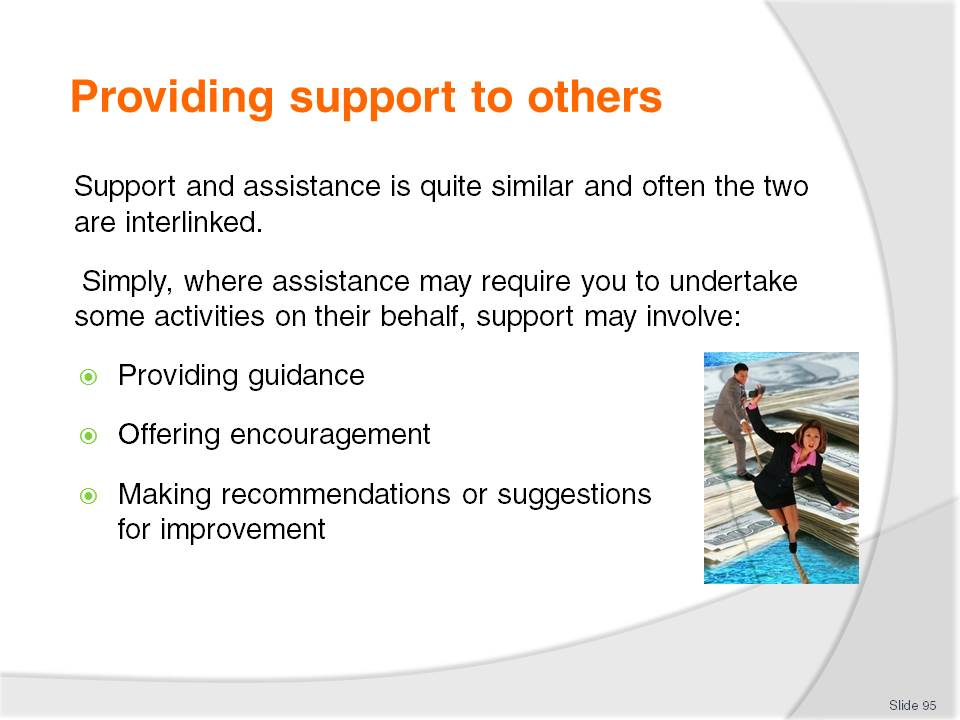 Providing support to others
Support and assistance is quite similar and often the two
are interlinked.
Simply, where assistance may require you to undertake
some activities on their behalf, support may involve:
Providing guidance
Offering encouragement
Making recommendations or suggestions
for improvement
Slide 95